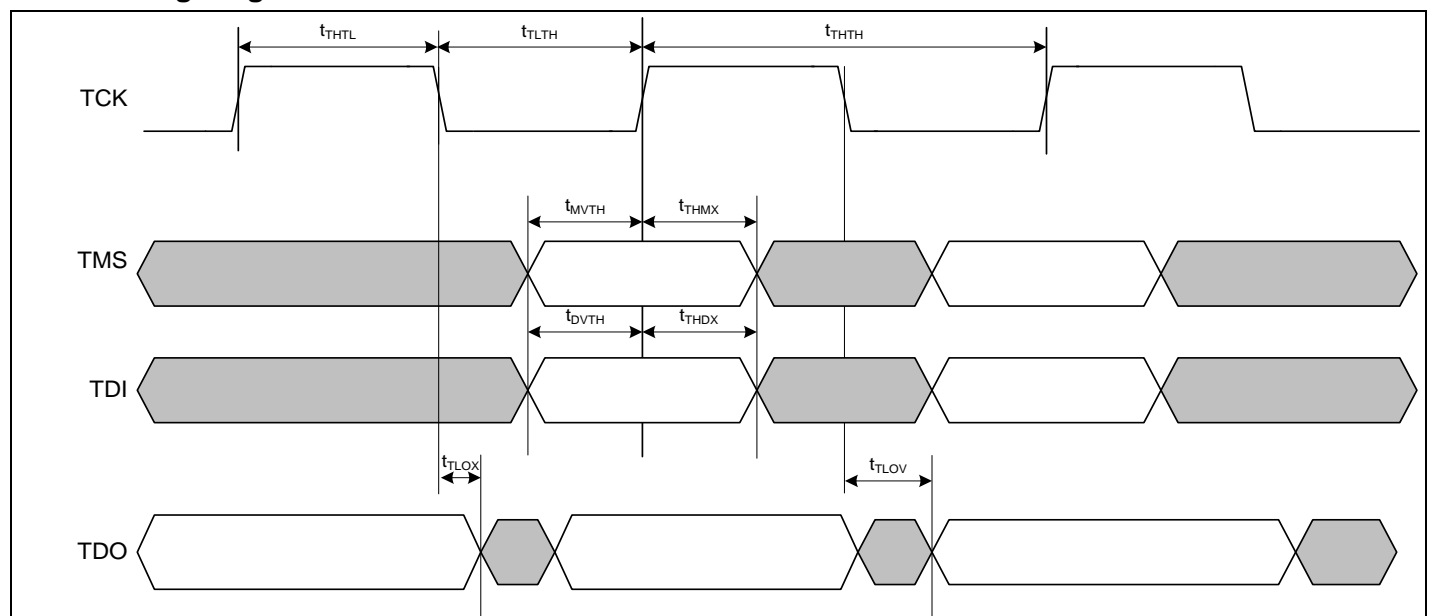 tTHTL tTLTH tTHTH
TCK
tMVTH tTHMX
TMS
tDVTH tTHDX
TDI
tTLOX tTLOV
TDO